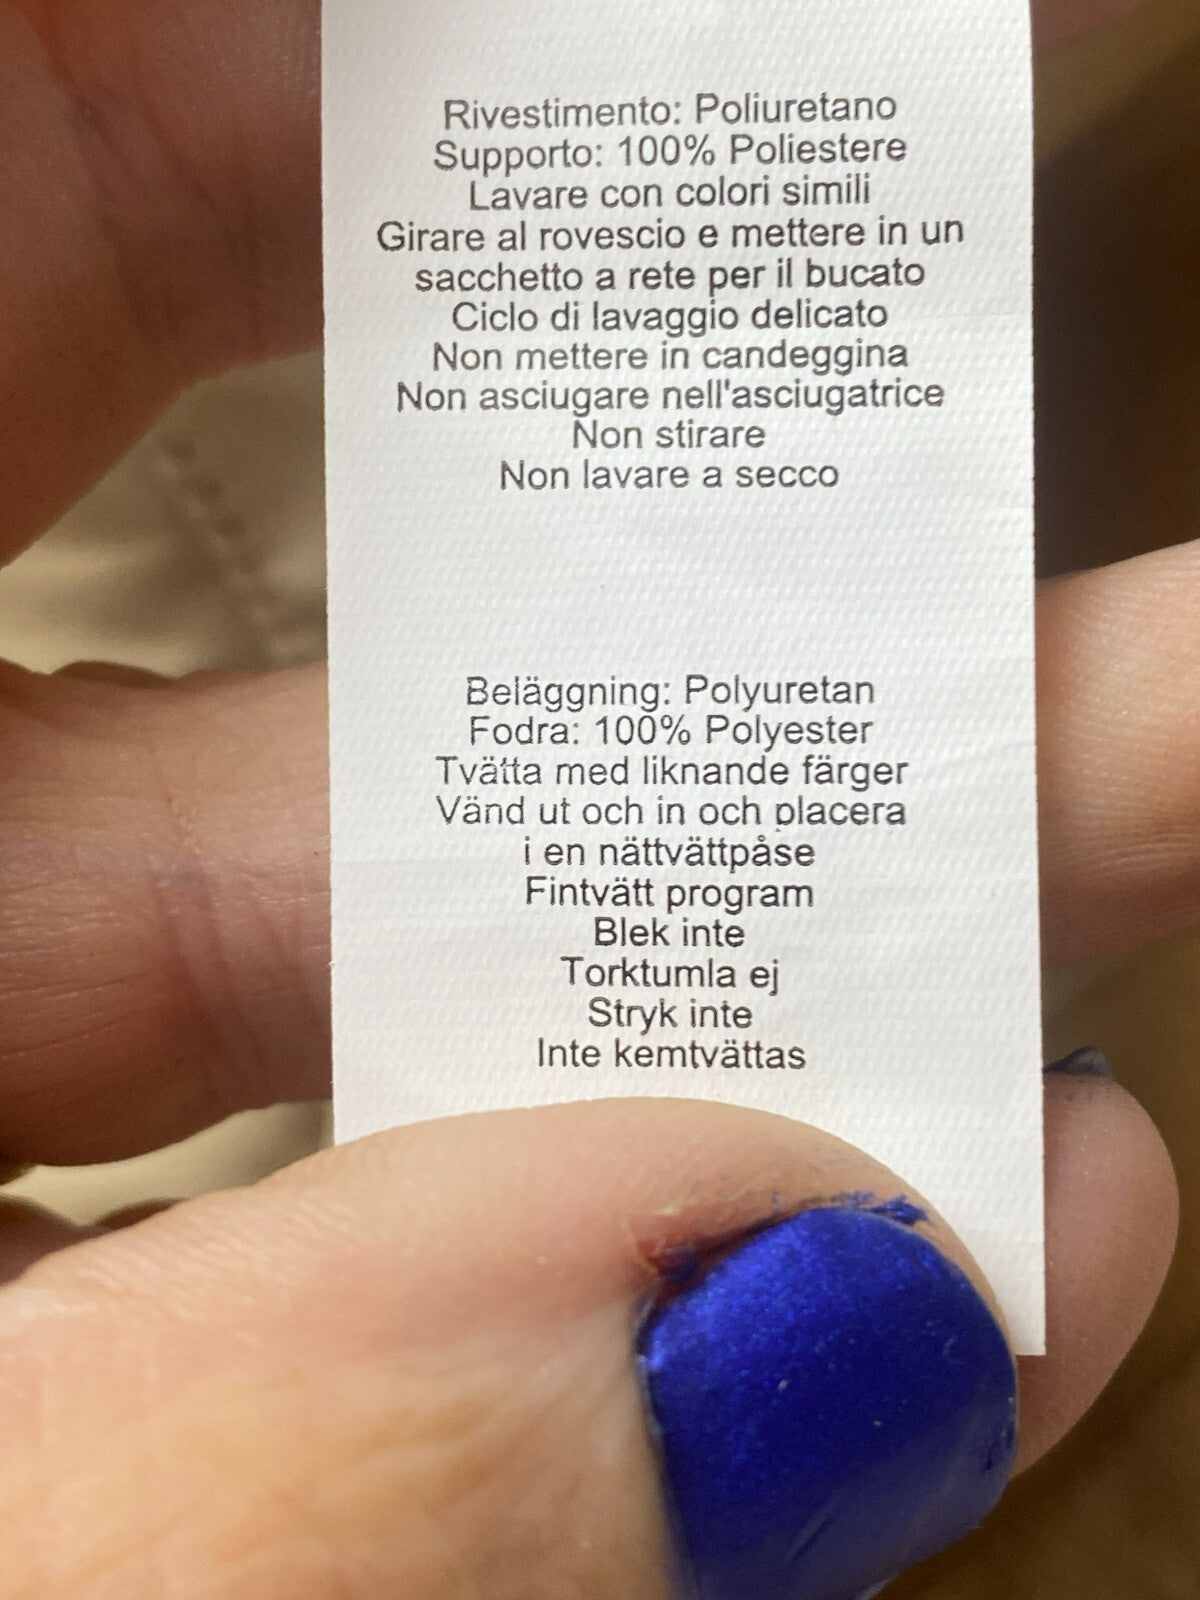 Rivestimento: Poliuretano
Supporto: 100% Poliestere
Lavare con colori simili
Girare al rovescio e mettere in un
sacchetto a rete per il bucato
Ciclo di lavaggio delicato
Non mettere in candeggina
Non asciugare nell'asciugatrice
Non stirare
Non lavare a secco
Beläggning: Polyuretan
Fodra: 100% Polyester
Tvätta med liknande färger
Vänd ut och in och placera
i en nättvättpåse
Fintvätt program
Blek inte
Torktumla ej
Stryk inte
Inte kemtvättas